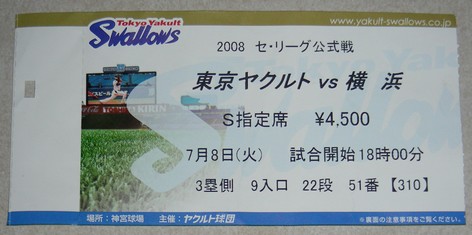 Tokyo Yakult
Swallows
www.yakult-swallows.co.jp
2008 セ・リーグ公式戦
東京ヤクルト vs 横 浜
S指定席 ¥4,500
7月8日(火) 試合開始18時00分
3塁側 9入口 22段 51番【310】
場所：神宮球場 主催：ヤクルト球団
※裏面の注意事項をご覧ください。